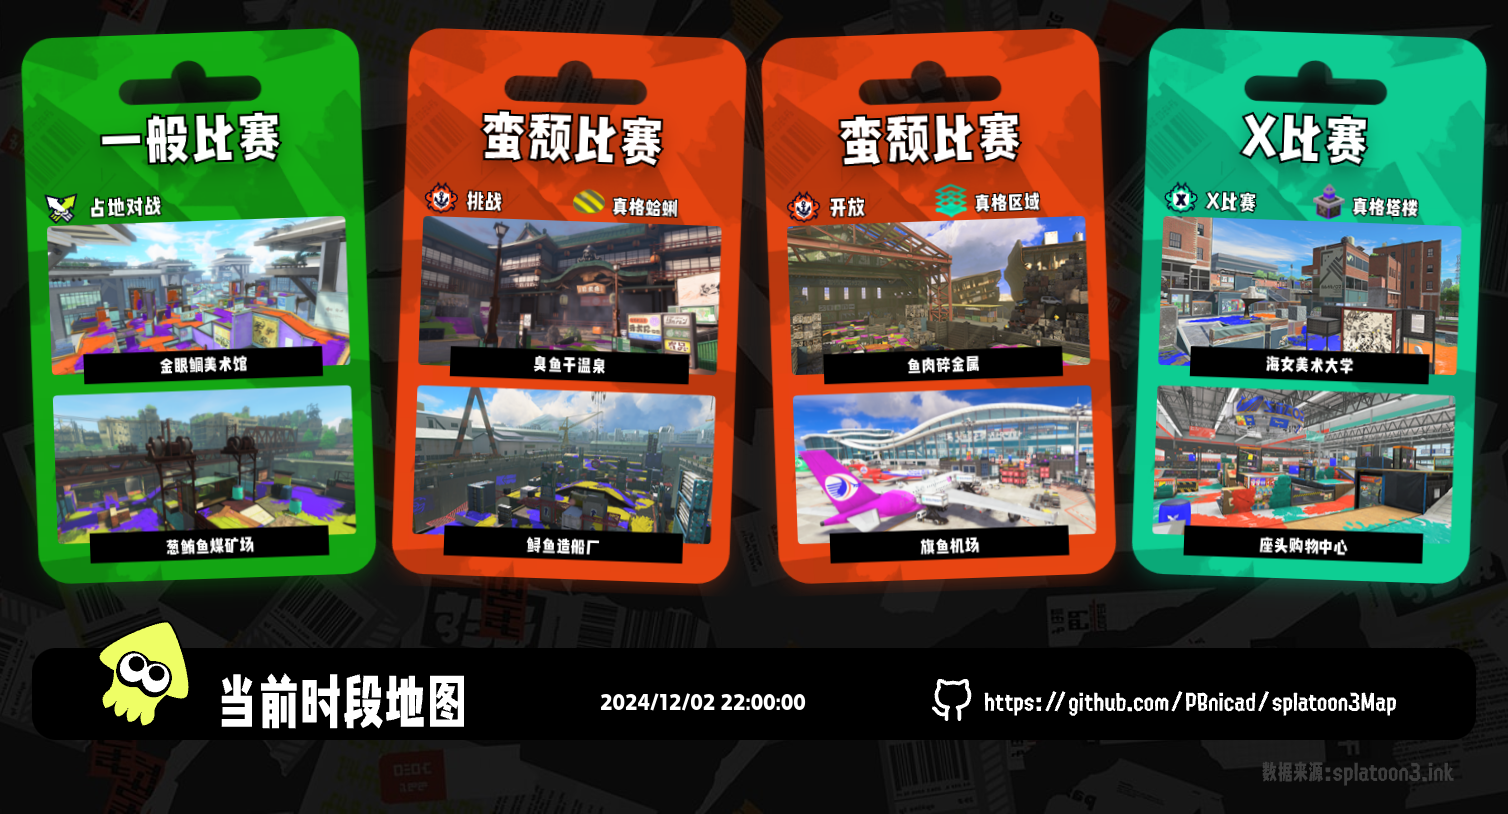 一般比赛
占地对战
金眼鲷美术馆
葱鲔鱼煤矿场
蛮颓比赛
挑战
真格蛤蜊
臭鱼干温泉
鲟鱼造船厂
蛮颓比赛
开放
真格区域
鱼肉碎金属
旗鱼机场
X比赛
X比赛
真格塔楼
海女美术大学
座头购物中心
当前时段地图
2024/12/02 22:00:00
https://github.com/PBnicad/splatoon3Map
数据来源:splatoon3.ink